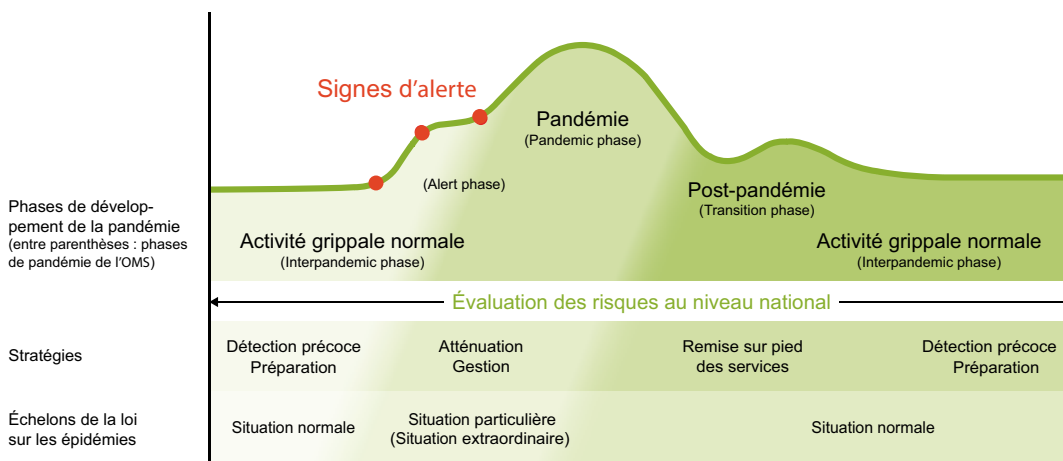 Signes d'alerte
Pandémie
(Pandemic phase)
(Alert phase)
Post-pandémie
(Transition phase)
Phases de dévelop-
pement de la pandémie
(entre parenthèses : phases
de pandémie de l'OMS)
Activité grippale normale
(Interpandemic phase)
Activité grippale normale
(Interpandemic phase)
Évaluation des risques au niveau national
Stratégies
Détection précoce
Préparation
Atténuation
Gestion
Remise sur pied
des services
Détection précoce
Préparation
Échelons de la loi
sur les épidémies
Situation normale
Situation particulière
(Situation extraordinaire)
Situation normale